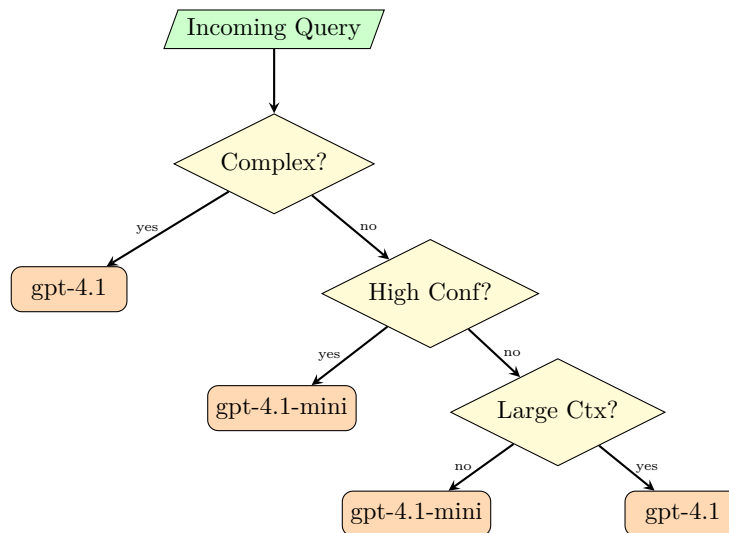 Incoming Query
Complex?
yes
no
gpt-4.1
High Conf?
yes
no
gpt-4.1-mini
Large Ctx?
no
yes
gpt-4.1-mini
gpt-4.1